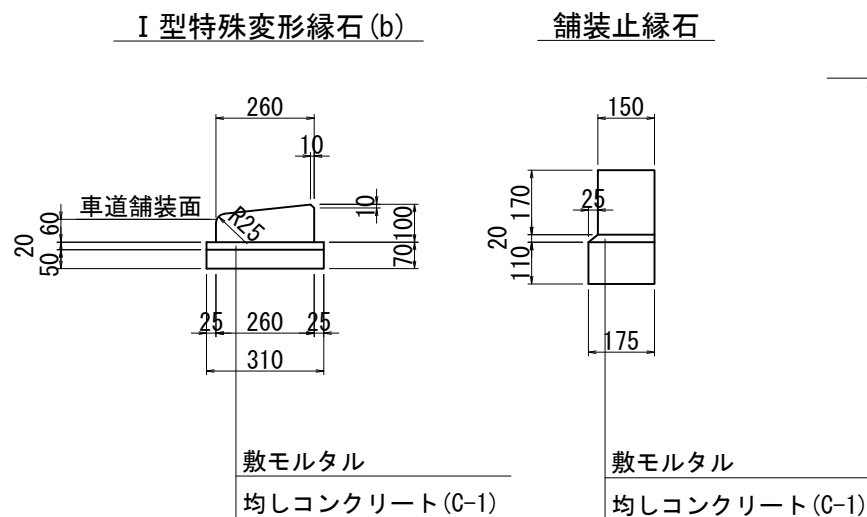 Ⅰ型特殊変形縁石(b)
舗装止縁石
260
10
車道舗装面
R25
10
100
60
20
50
70
25 260 25
310
150
25
170
20
110
175
敷モルタル
均しコンクリート(C-1)
敷モルタル
均しコンクリート(C-1)